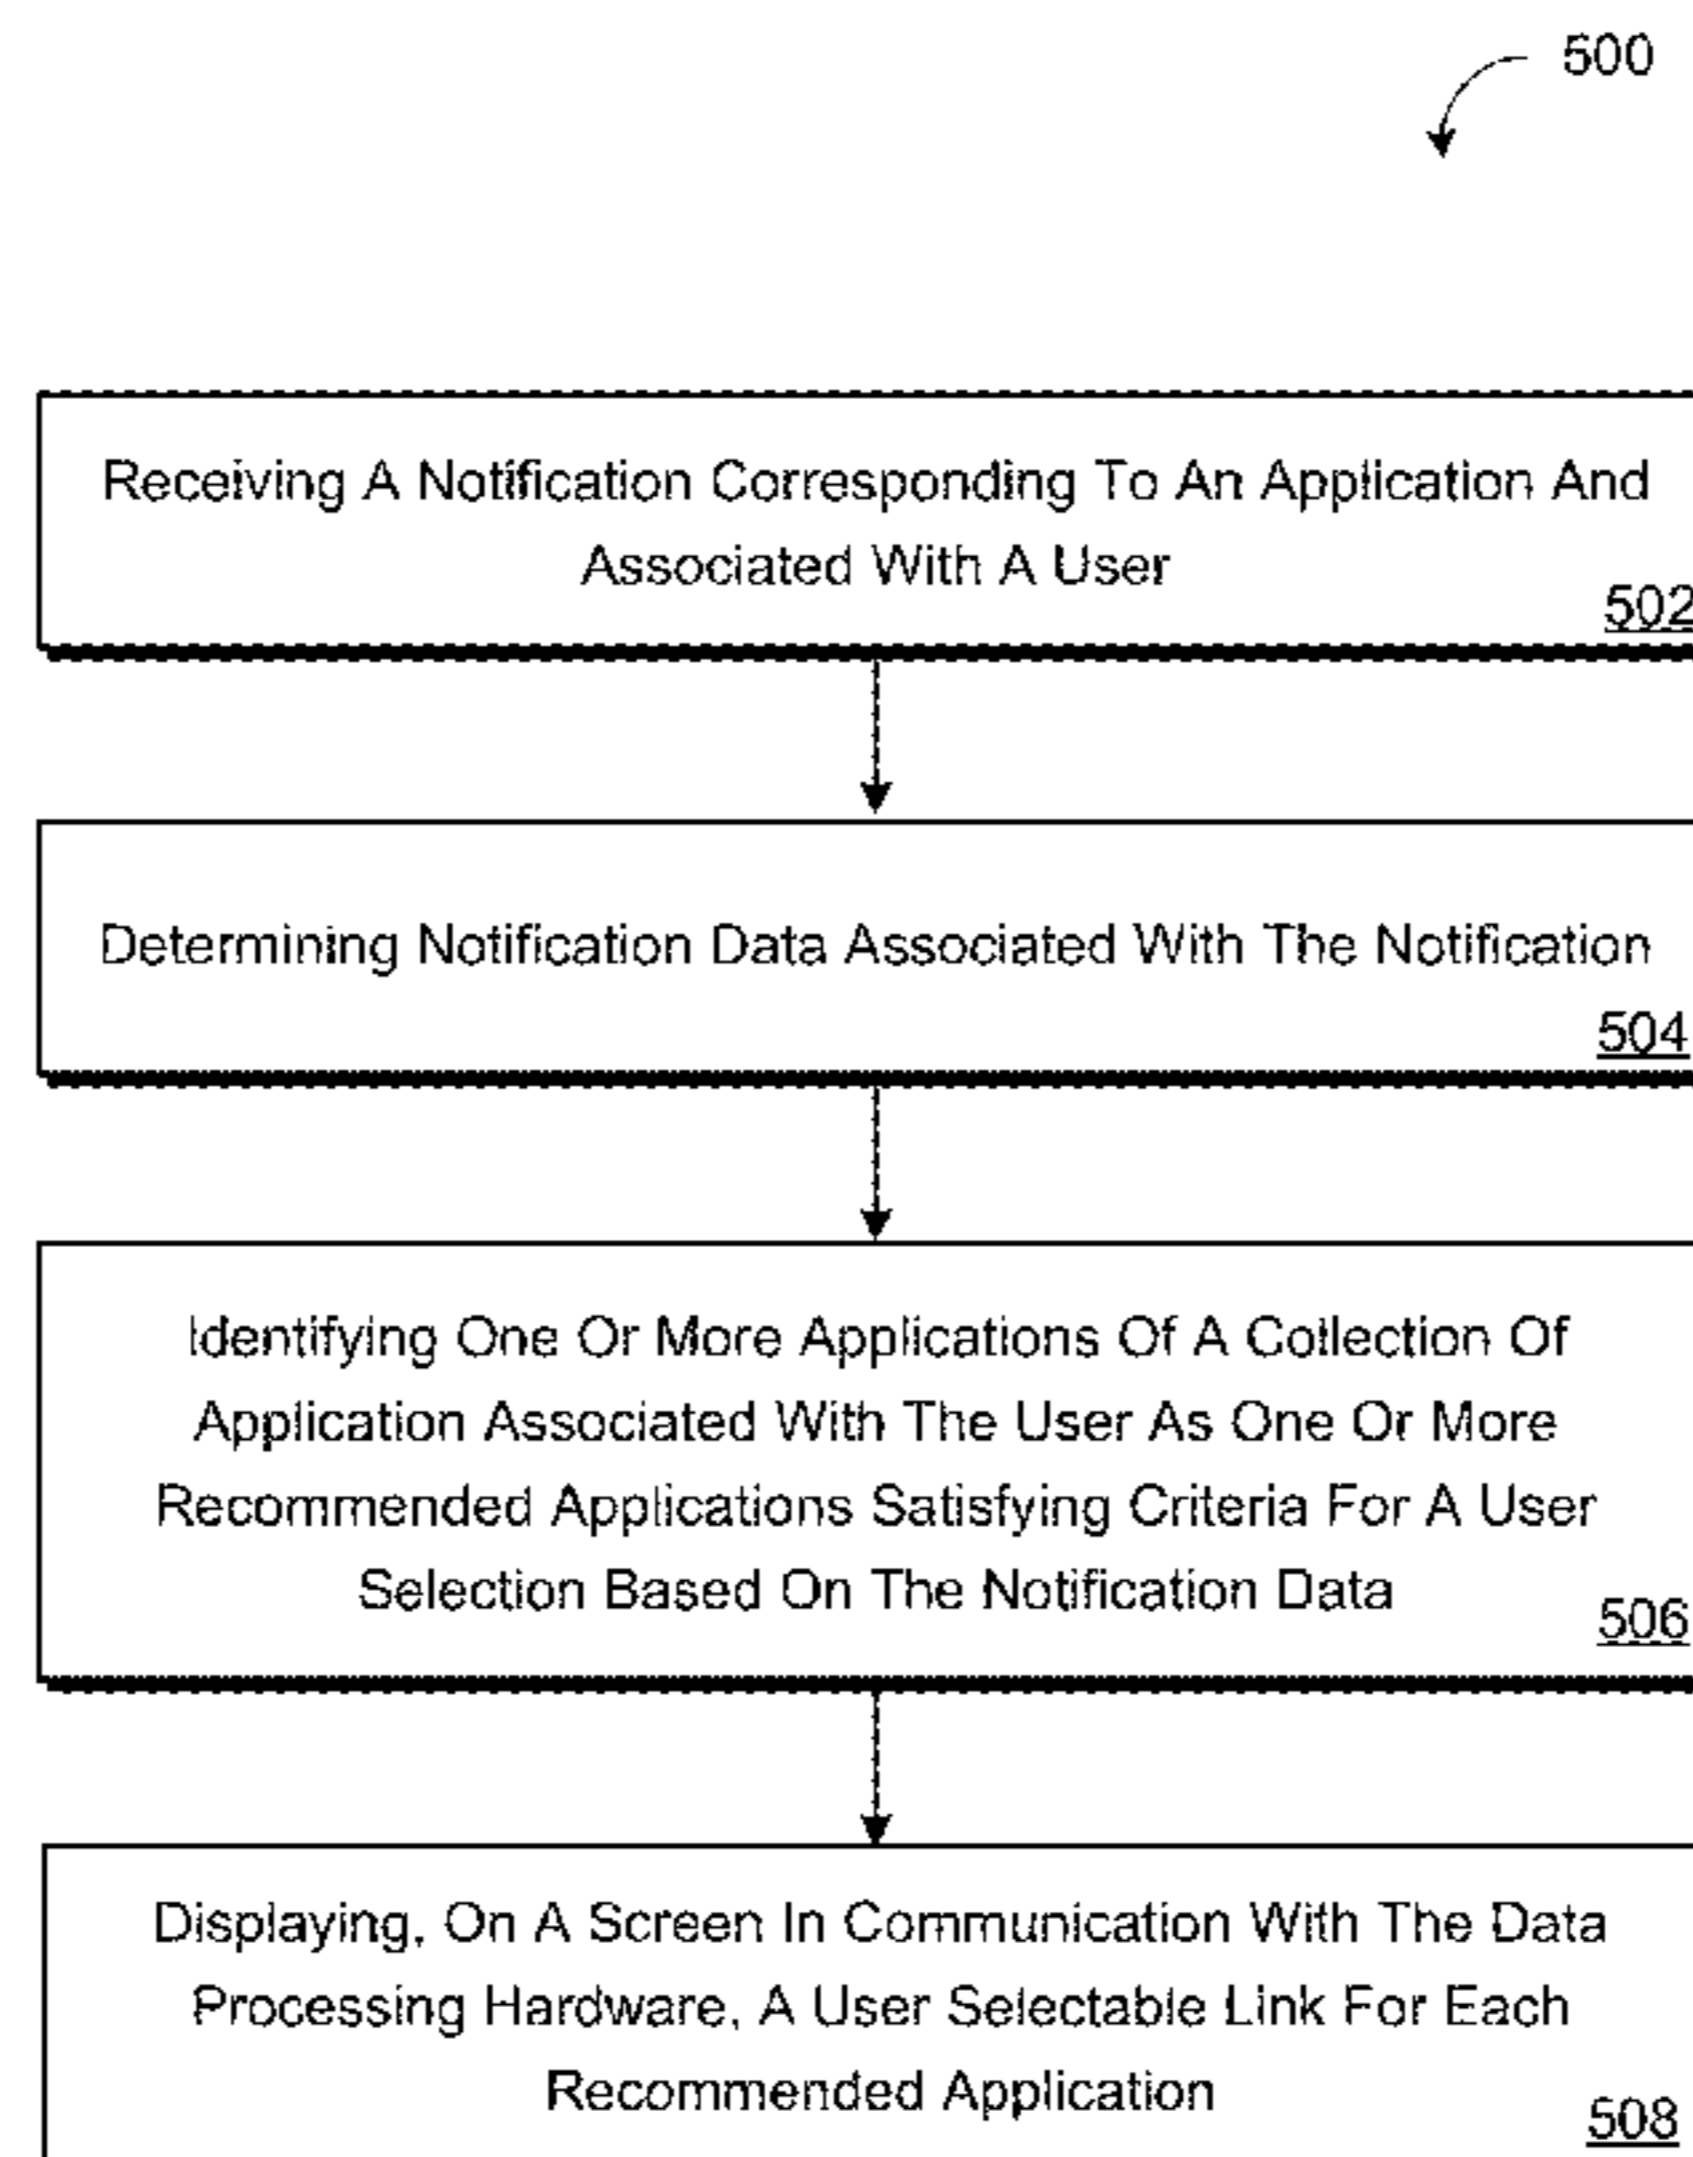 500
Receiving A Notification Corresponding To An Application And
Associated With A User
502
Determining Notification Data Associated With The Notification
504
Identifying One Or More Applications Of A Collection Of
Application Associated With The User As One Or More
Recommended Applications Satisfying Criteria For A User
Selection Based On The Notification Data
506
Displaying, On A Screen In Communication With The Data
Processing Hardware, A User Selectable Link For Each
Recommended Application
508